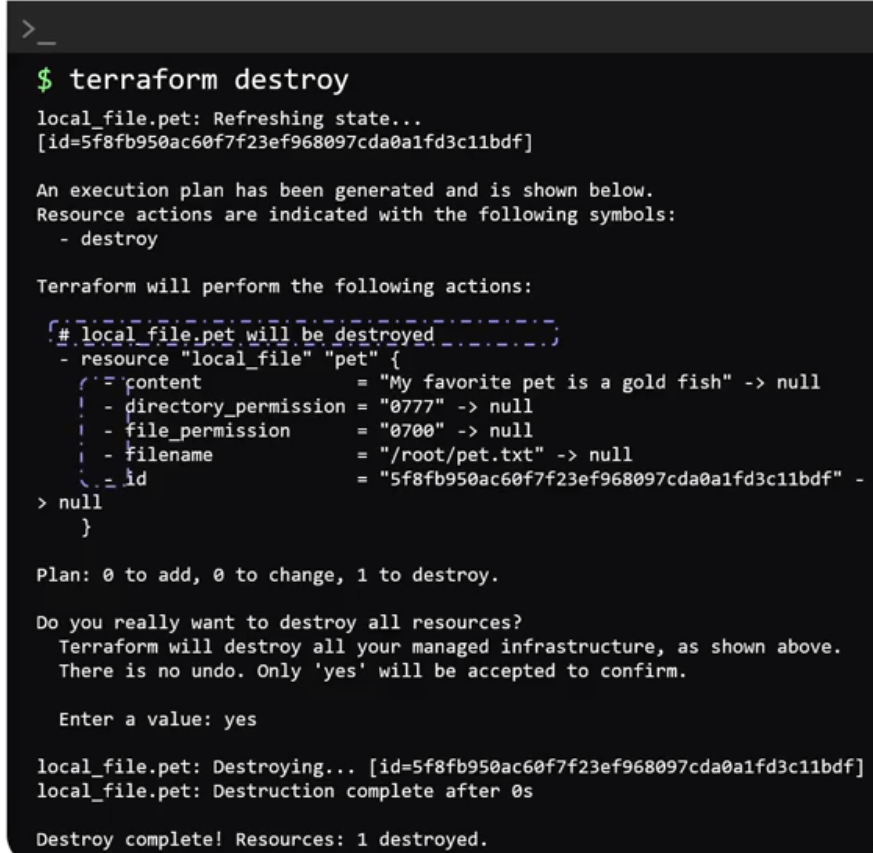 >_
$ terraform destroy
local_file.pet: Refreshing state...
[id=5f8fb950ac60f7f23ef968097cda0a1fd3c11bdf]
An execution plan has been generated and is shown below.
Resource actions are indicated with the following symbols:
  - destroy
Terraform will perform the following actions:
  # local_file.pet will be destroyed
  - resource "local_file" "pet" {
      - content              = "My favorite pet is a gold fish" -> null
      - directory_permission = "0777" -> null
      - file_permission      = "0700" -> null
      - filename             = "/root/pet.txt" -> null
      - id                   = "5f8fb950ac60f7f23ef968097cda0a1fd3c11bdf" -
> null
    }
Plan: 0 to add, 0 to change, 1 to destroy.
Do you really want to destroy all resources?
  Terraform will destroy all your managed infrastructure, as shown above.
  There is no undo. Only 'yes' will be accepted to confirm.
  Enter a value: yes
local_file.pet: Destroying... [id=5f8fb950ac60f7f23ef968097cda0a1fd3c11bdf]
local_file.pet: Destruction complete after 0s
Destroy complete! Resources: 1 destroyed.